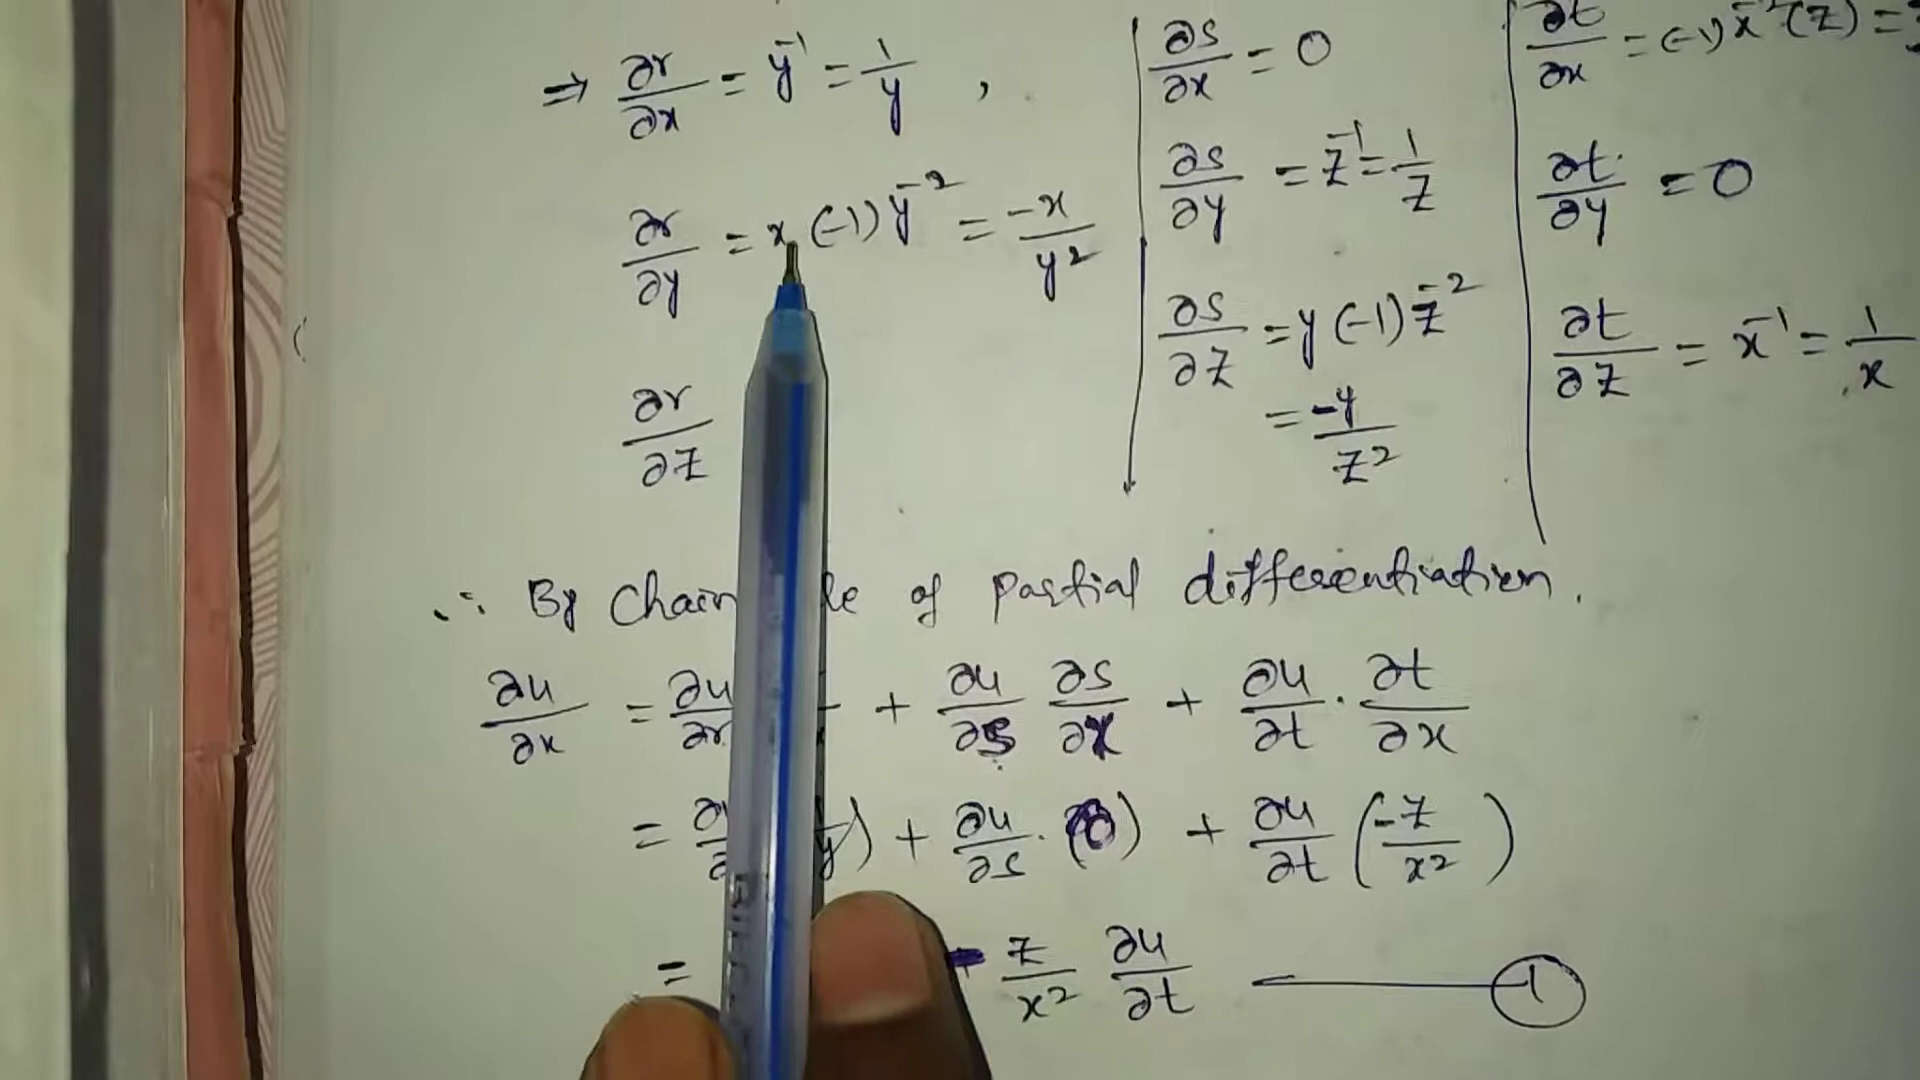 ⇒ ∂r/∂x = y⁻¹ = 1/y ,
∂r/∂y = x (-1) y⁻² = -x/y²
∂r/∂z
∂s/∂x = 0
∂s/∂y = z⁻¹ = 1/z
∂s/∂z = y (-1) z⁻²
= -y/z²
∂t/∂x = (-1) x⁻² (z) =
∂t/∂y = 0
∂t/∂z = x⁻¹ = 1/x
∴ By chain of partial differentiation.
∂u/∂x = ∂u/∂r + ∂u/∂s ∂s/∂x + ∂u/∂t · ∂t/∂x
= + ∂u/∂s · (0) + ∂u/∂t (-z/x²)
= - z/x² ∂u/∂t ——— ①